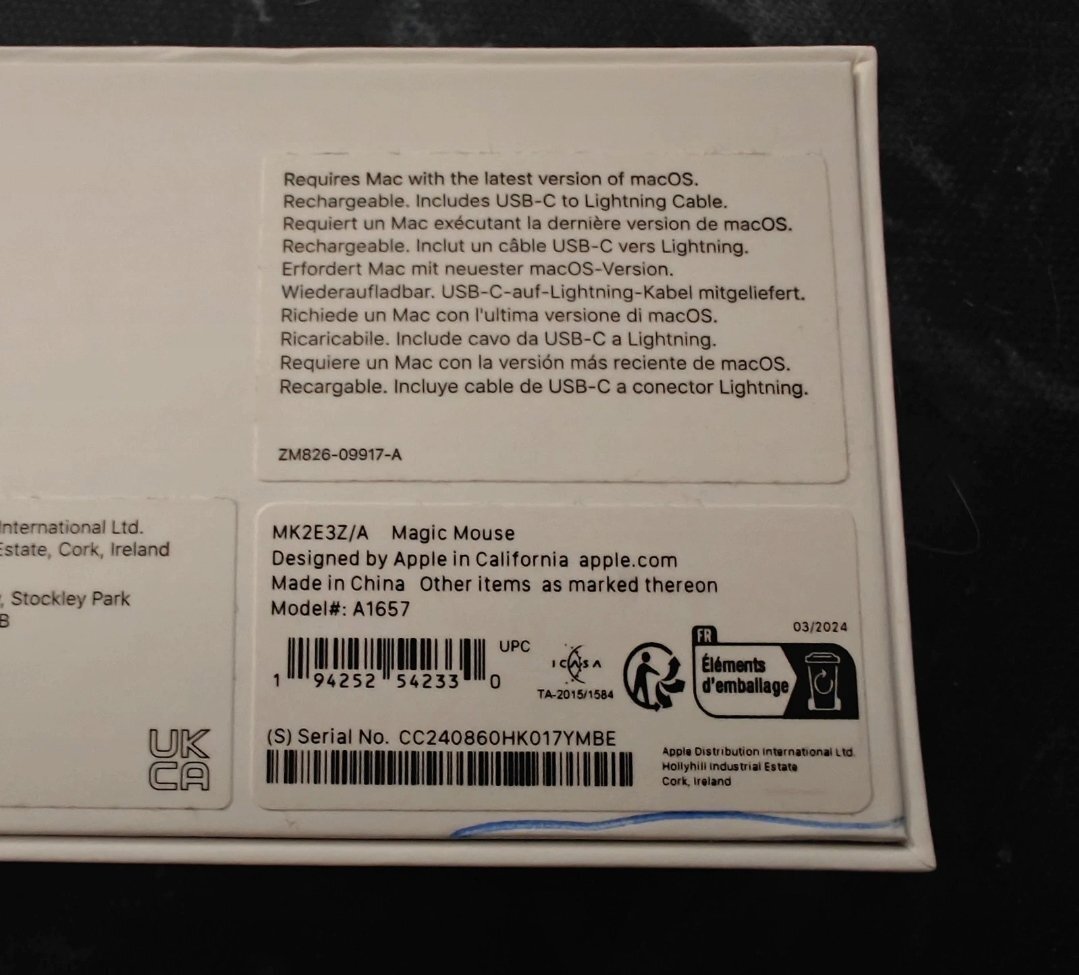 Requires Mac with the latest version of macOS.
Rechargeable. Includes USB-C to Lightning Cable.
Requiert un Mac exécutant la dernière version de macOS.
Rechargeable. Inclut un câble USB-C vers Lightning.
Erfordert Mac mit neuester macOS-Version.
Wiederaufladbar. USB-C-auf-Lightning-Kabel mitgeliefert.
Richiede un Mac con l'ultima versione di macOS.
Ricaricabile. Include cavo da USB-C a Lightning.
Requiere un Mac con la versión más reciente de macOS.
Recargable. Incluye cable de USB-C a conector Lightning.
ZM826-09917-A
International Ltd.
Estate, Cork, Ireland
, Stockley Park
B
UK
CA
MK2E3Z/A Magic Mouse
Designed by Apple in California apple.com
Made in China Other items as marked thereon
Model#: A1657
UPC
1 94252 54233 0
ICASA
TA-2015/1584
03/2024
FR
Éléments
d'emballage
(S) Serial No. CC240860HK017YMBE
Apple Distribution International Ltd.
Hollyhill Industrial Estate
Cork, Ireland